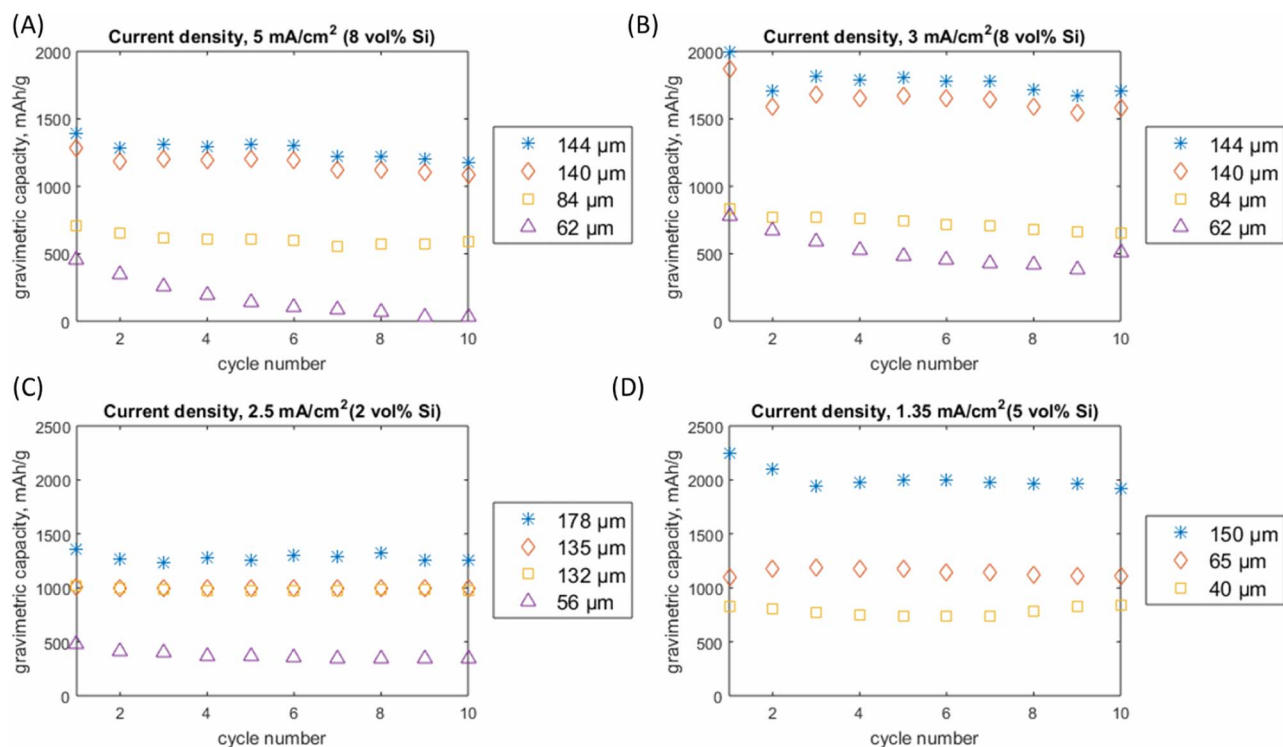 (A)
Current density, 5 mA/cm² (8 vol% Si)
gravimetric capacity, mAh/g
2000
1500
1000
500
0
2 4 6 8 10
cycle number
144 µm
140 µm
84 µm
62 µm
(B)
Current density, 3 mA/cm²(8 vol% Si)
gravimetric capacity, mAh/g
2000
1500
1000
500
0
2 4 6 8 10
cycle number
144 µm
140 µm
84 µm
62 µm
(C)
Current density, 2.5 mA/cm²(2 vol% Si)
gravimetric capacity, mAh/g
2500
2000
1500
1000
500
0
2 4 6 8 10
cycle number
178 µm
135 µm
132 µm
56 µm
(D)
Current density, 1.35 mA/cm²(5 vol% Si)
gravimetric capacity, mAh/g
2500
2000
1500
1000
500
0
2 4 6 8 10
cycle number
150 µm
65 µm
40 µm